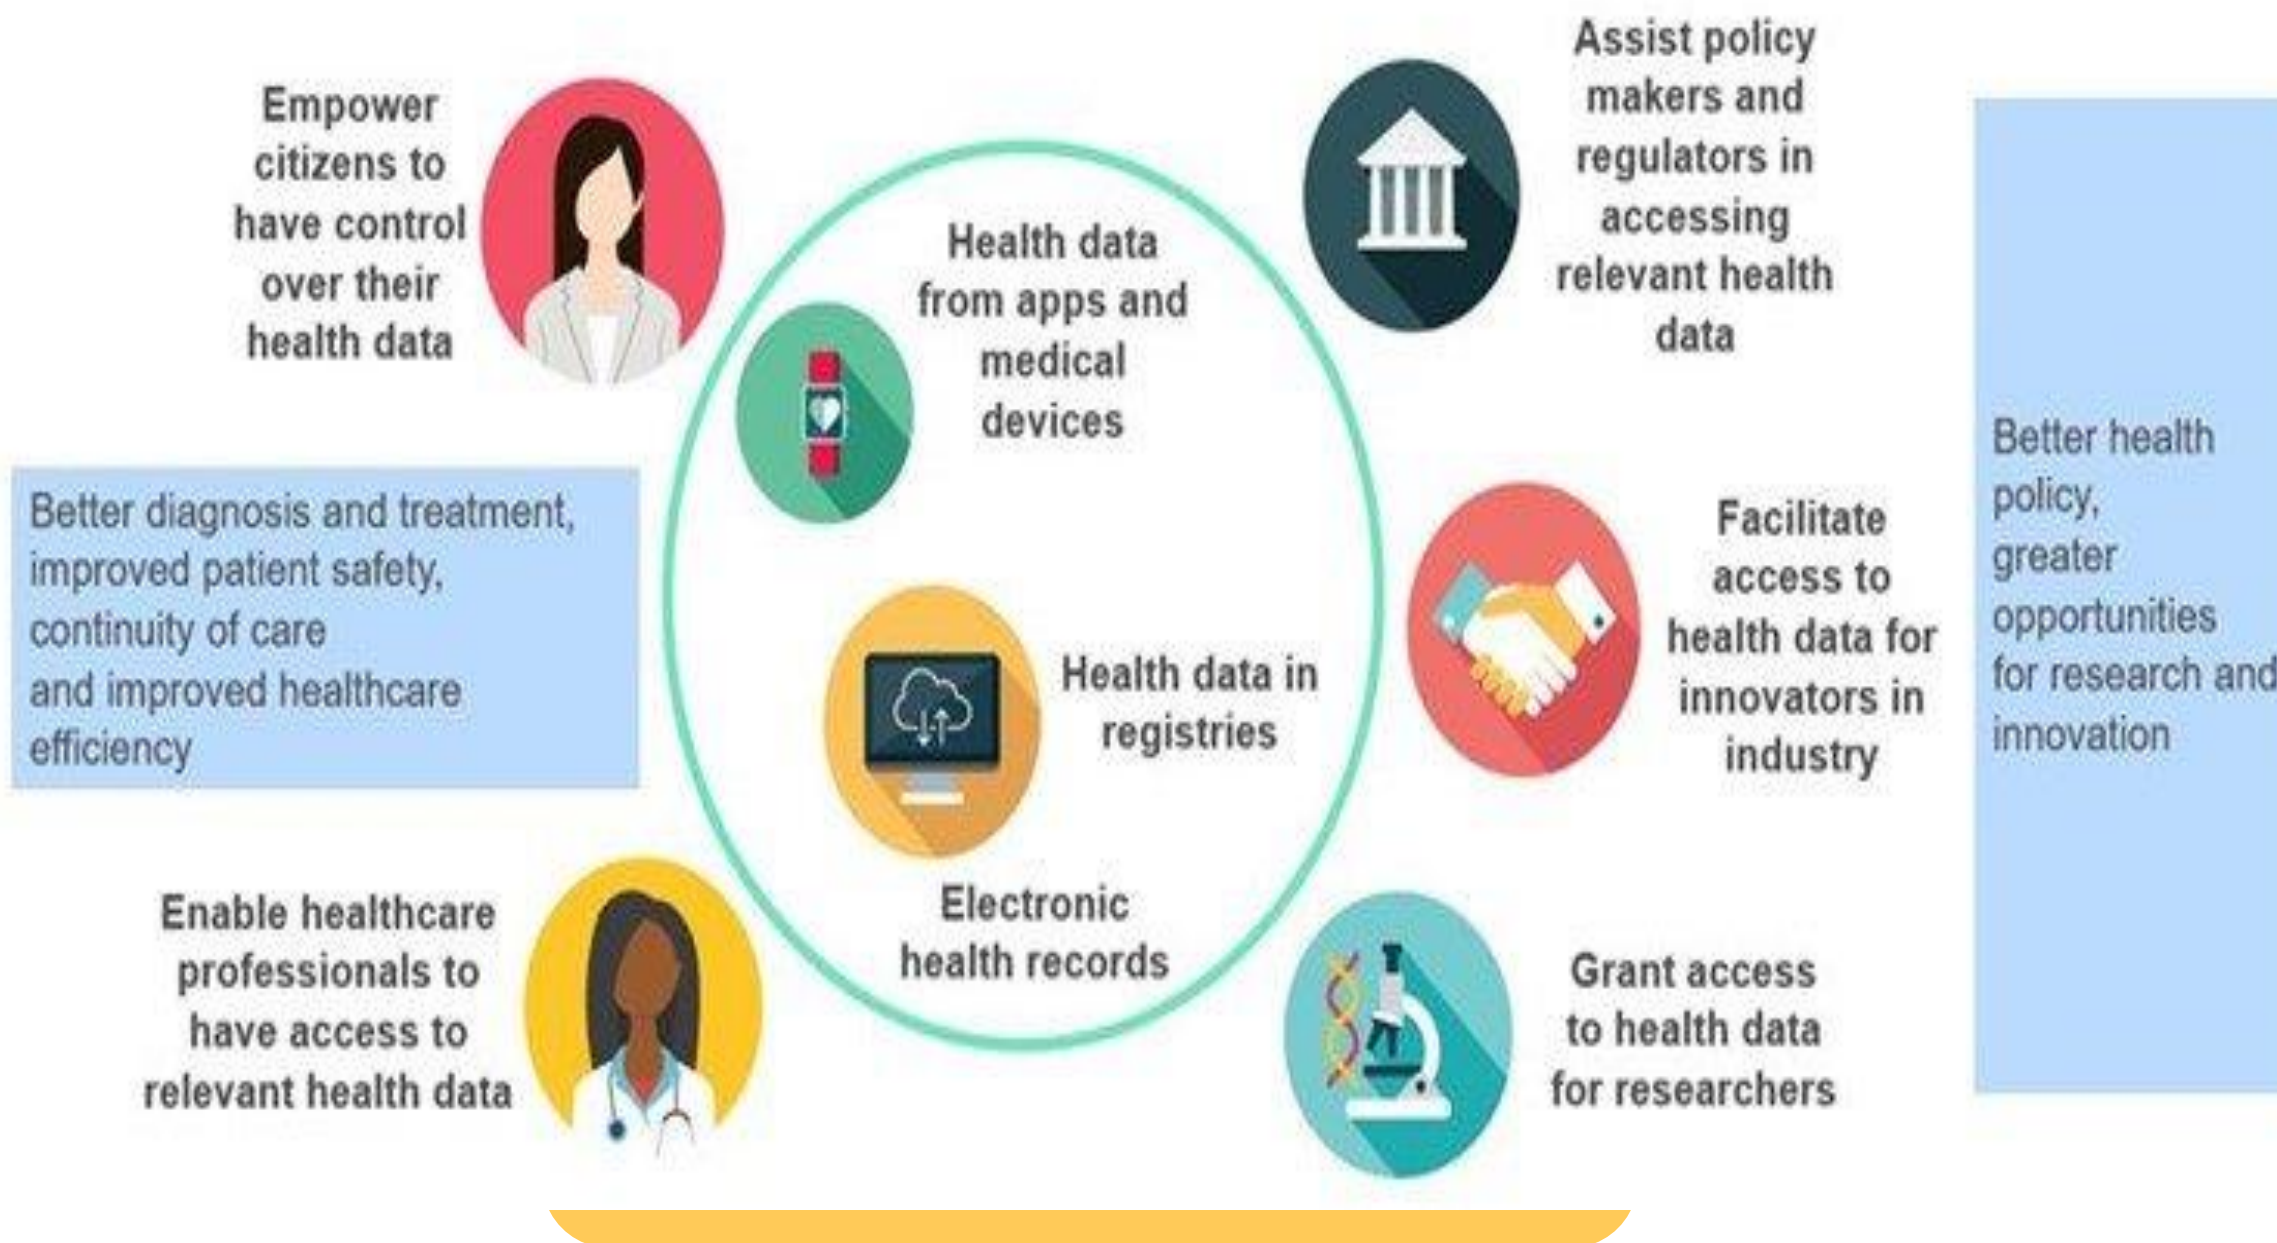 Empower
citizens to
have control
over their
health data
Better diagnosis and treatment,
improved patient safety,
continuity of care
and improved healthcare
efficiency
Enable healthcare
professionals to
have access to
relevant health data
Health data
from apps and
medical
devices
Health data in
registries
Electronic
health records
Assist policy
makers and
regulators in
accessing
relevant health
data
Facilitate
access to
health data for
innovators in
industry
Grant access
to health data
for researchers
Better health
policy,
greater
opportunities
for research and
innovation